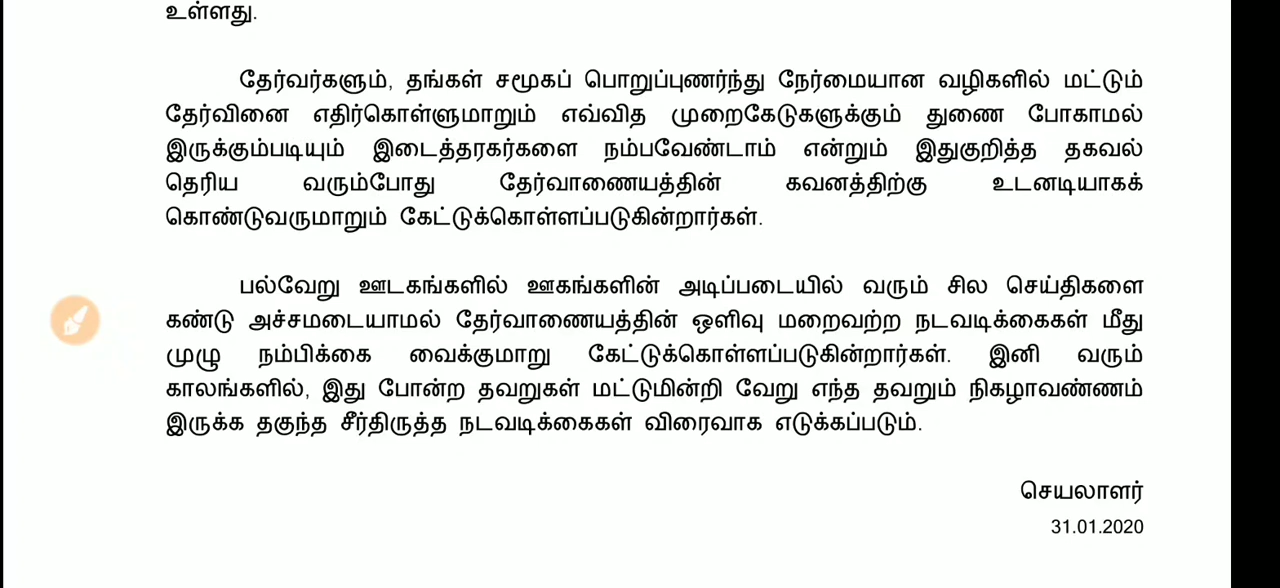 உள்ளது.
தேர்வர்களும், தங்கள் சமூகப் பொறுப்புணர்ந்து நேர்மையான வழிகளில் மட்டும்
தேர்வினை எதிர்கொள்ளுமாறும் எவ்வித முறைகேடுகளுக்கும் துணை போகாமல்
இருக்கும்படியும் இடைத்தரகர்களை நம்பவேண்டாம் என்றும் இதுகுறித்த தகவல்
தெரிய வரும்போது தேர்வாணையத்தின் கவனத்திற்கு உடனடியாகக்
கொண்டுவருமாறும் கேட்டுக்கொள்ளப்படுகின்றார்கள்.
பல்வேறு ஊடகங்களில் ஊகங்களின் அடிப்படையில் வரும் சில செய்திகளை
கண்டு அச்சமடையாமல் தேர்வாணையத்தின் ஒளிவு மறைவற்ற நடவடிக்கைகள் மீது
முழு நம்பிக்கை வைக்குமாறு கேட்டுக்கொள்ளப்படுகின்றார்கள். இனி வரும்
காலங்களில், இது போன்ற தவறுகள் மட்டுமின்றி வேறு எந்த தவறும் நிகழாவண்ணம்
இருக்க தகுந்த சீர்திருத்த நடவடிக்கைகள் விரைவாக எடுக்கப்படும்.
செயலாளர்
31.01.2020